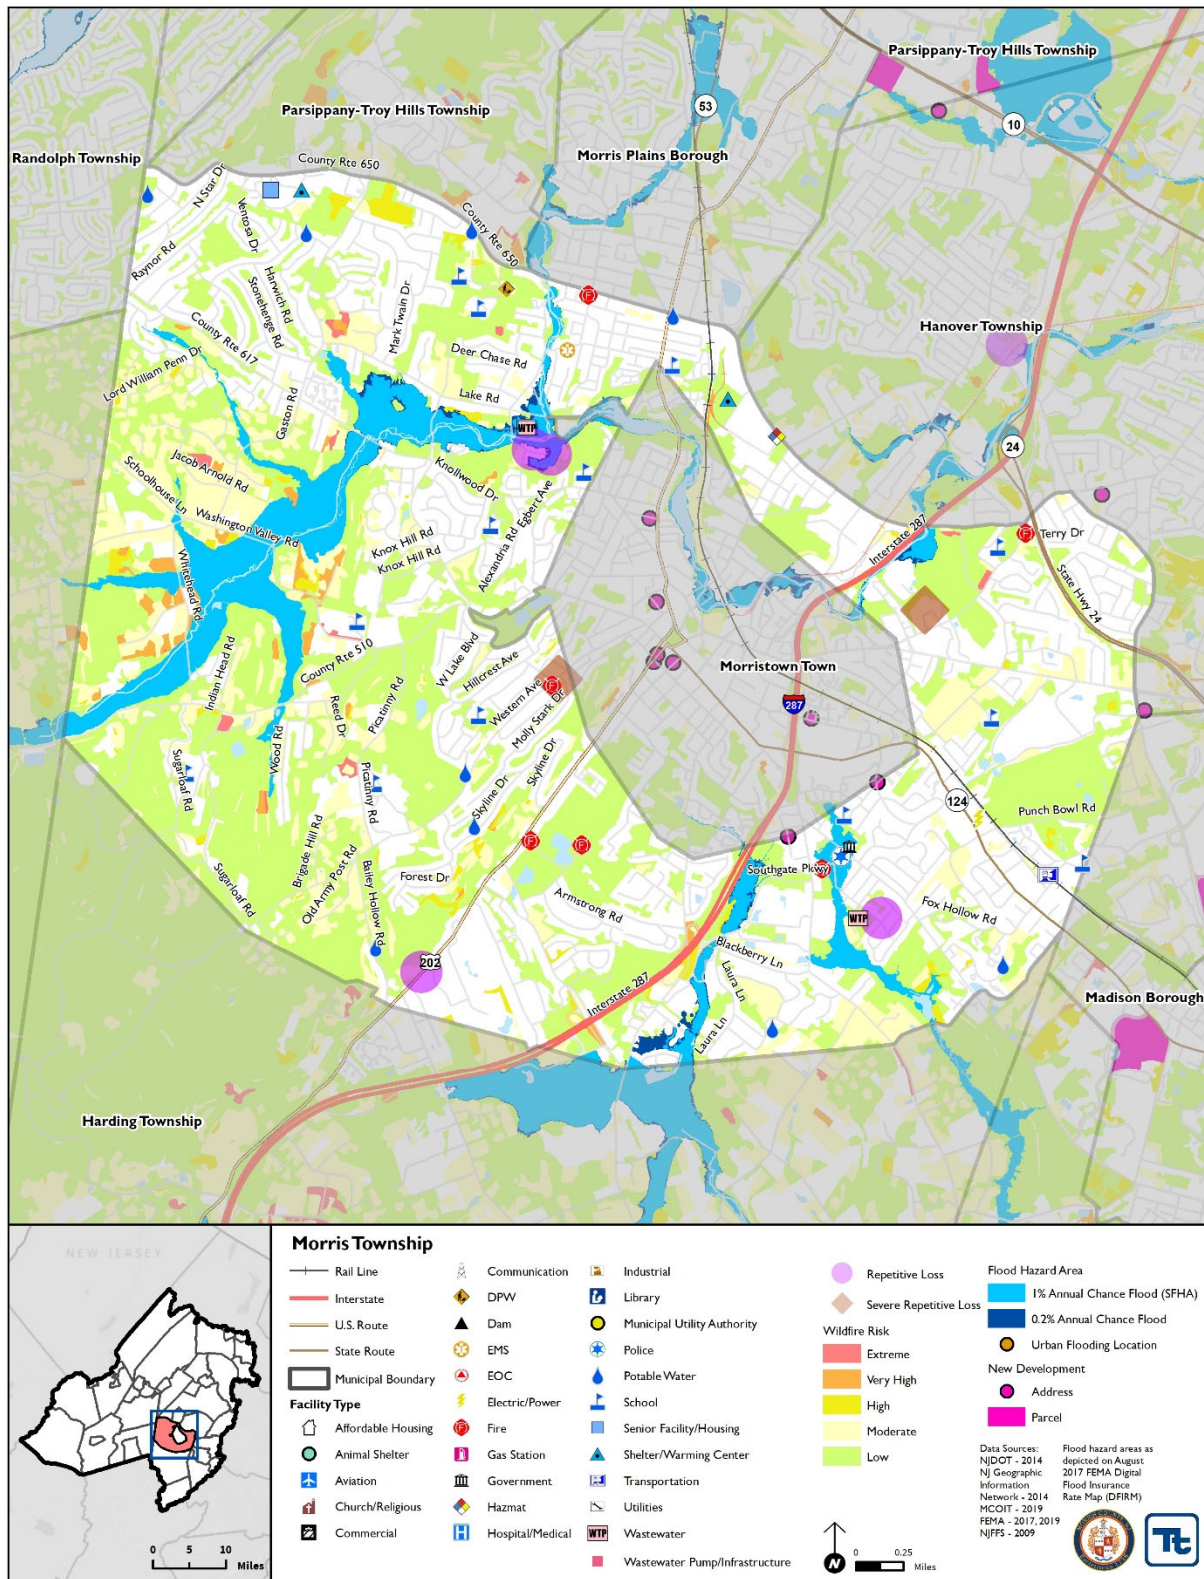 Parsippany-Troy Hills Township
Parsippany-Troy Hills Township
53
10
Randolph Township
Morris Plains Borough
County Rte 650
N Star Dr
Ventosa Dr
County Rte 650
Raynor Rd
Harwich Rd
Stonehenge Rd
Mark Twain Dr
County Rte 617
Hanover Township
Deer Chase Rd
Lord William Penn Dr
Lake Rd
Gaston Rd
WTP
24
Jacob Arnold Rd
Knollwood Dr
Schoolhouse Ln
Egbert Ave
Washington Valley Rd
Knox Hill Rd
Knox Hill Rd
Alexandria Rd
Interstate 287
Terry Dr
Whitehead Rd
State Hwy 24
W Lake Blvd
Hillcrest Ave
County Rte 510
Indian Head Rd
Morristown Town
Western Ave
Picatinny Rd
Reed Dr
Molly Stark Dr
287
Wood Rd
Skyline Dr
Sugarloaf Rd
Picatinny Rd
Skyline Dr
124
Punch Bowl Rd
Brigade Hill Rd
Old Army Post Rd
Bailey Hollow Rd
Forest Dr
Southgate Pkwy
Sugarloaf Rd
Armstrong Rd
WTP
Fox Hollow Rd
Blackberry Ln
202
Laura Ln
Interstate 287
Madison Borough
Laura Ln
Harding Township
NEW JERSEY
0 5 10
Miles
Morris Township
Rail Line
Interstate
U.S. Route
State Route
Municipal Boundary
Facility Type
Affordable Housing
Animal Shelter
Aviation
Church/Religious
Commercial
Communication
DPW
Dam
EMS
EOC
Electric/Power
Fire
Gas Station
Government
Hazmat
Hospital/Medical
Industrial
Library
Municipal Utility Authority
Police
Potable Water
School
Senior Facility/Housing
Shelter/Warming Center
Transportation
Utilities
WTP Wastewater
Wastewater Pump/Infrastructure
Repetitive Loss
Severe Repetitive Loss
Wildfire Risk
Extreme
Very High
High
Moderate
Low
N
0 0.25
Miles
Flood Hazard Area
1% Annual Chance Flood (SFHA)
0.2% Annual Chance Flood
Urban Flooding Location
New Development
Address
Parcel
Data Sources:
NJDOT - 2014
NJ Geographic
Information
Network - 2014
MCOIT - 2019
FEMA - 2017, 2019
NJFFS - 2009
Flood hazard areas as
depicted on August
2017 FEMA Digital
Flood Insurance
Rate Map (DFIRM)
Tt